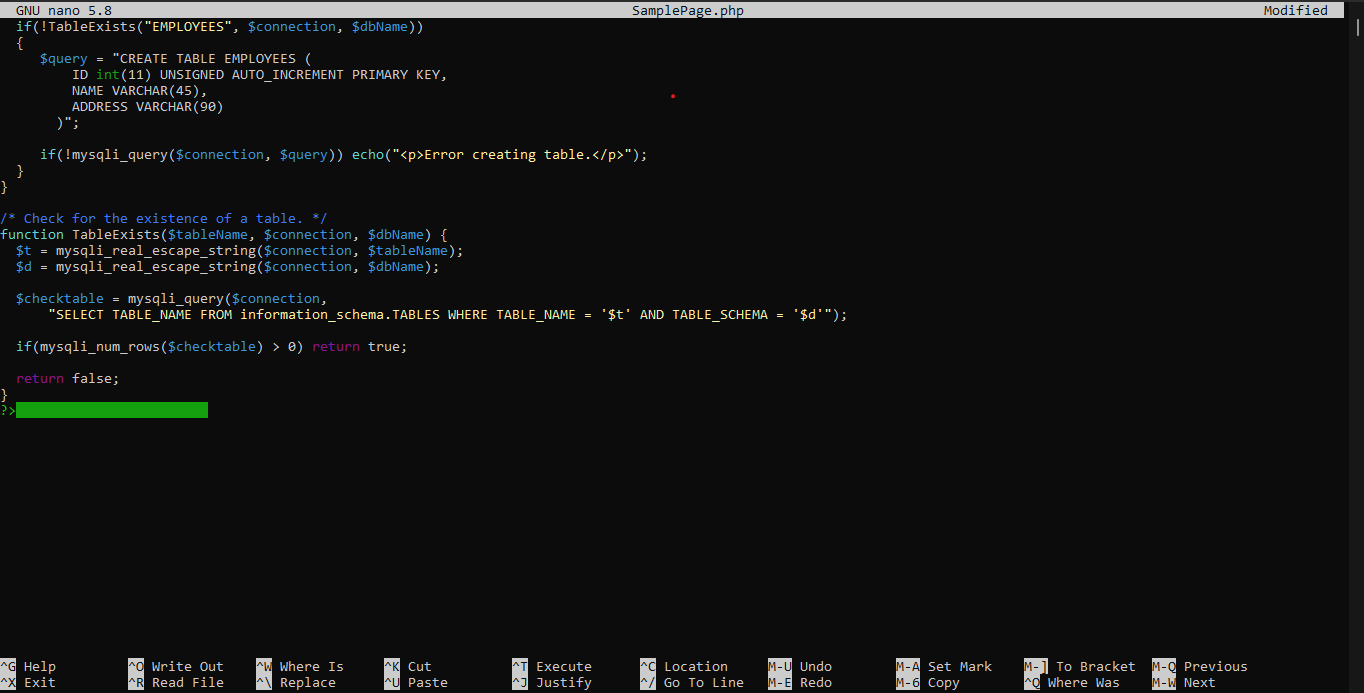 GNU nano 5.8 SamplePage.php Modified
if(!TableExists("EMPLOYEES", $connection, $dbName))
{
$query = "CREATE TABLE EMPLOYEES (
ID int(11) UNSIGNED AUTO_INCREMENT PRIMARY KEY,
NAME VARCHAR(45),
ADDRESS VARCHAR(90)
)";
if(!mysqli_query($connection, $query)) echo("<p>Error creating table.</p>");
}
}
/* Check for the existence of a table. */
function TableExists($tableName, $connection, $dbName) {
$t = mysqli_real_escape_string($connection, $tableName);
$d = mysqli_real_escape_string($connection, $dbName);
$checktable = mysqli_query($connection,
"SELECT TABLE_NAME FROM information_schema.TABLES WHERE TABLE_NAME = '$t' AND TABLE_SCHEMA = '$d'");
if(mysqli_num_rows($checktable) > 0) return true;
return false;
}
?>
^G Help ^O Write Out ^W Where Is ^K Cut ^T Execute ^C Location M-U Undo M-A Set Mark M-] To Bracket M-Q Previous
^X Exit ^R Read File ^\ Replace ^U Paste ^J Justify ^/ Go To Line M-E Redo M-6 Copy ^Q Where Was M-W Next